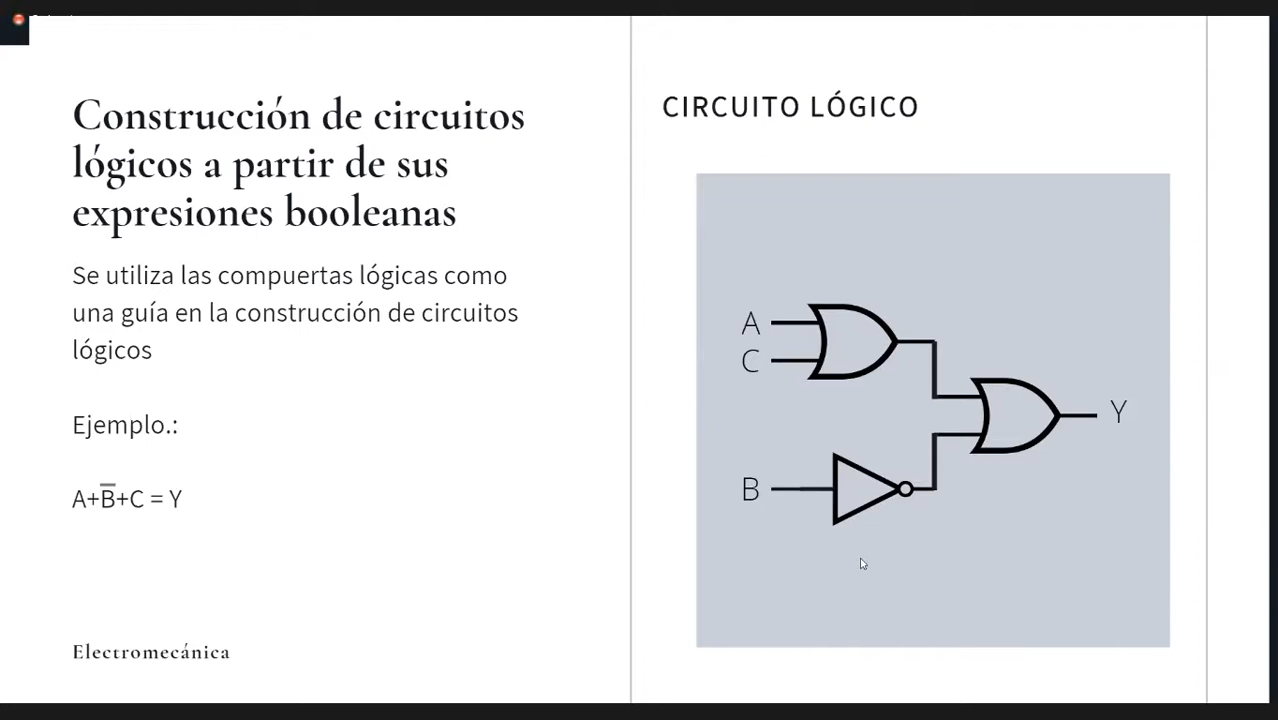 Construcción de circuitos
lógicos a partir de sus
expresiones booleanas
Se utiliza las compuertas lógicas como
una guía en la construcción de circuitos
lógicos
Ejemplo.:
A+B̅+C = Y
Electromecánica
CIRCUITO LÓGICO
A
C
B
Y